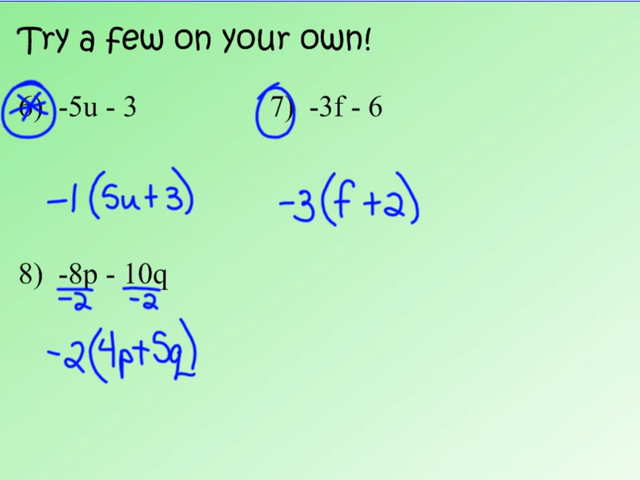 Try a few on your own!
6) -5u - 3 7) -3f - 6
-1(5u+3) -3(f+2)
8) -8p - 10q
-2 -2
-2(4p+5q)